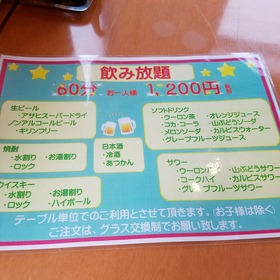 飲み放題
60分 お一人様 1,200円
生ビール
・アサヒスーパードライ
ノンアルコールビール
・キリンフリー
焼酎
・水割り ・お湯割り
・ロック
ウイスキー
・水割り ・お湯割り
・ロック ・ハイボール
日本酒
・冷酒
・あつかん
ソフトドリンク
・ウーロン茶 ・オレンジジュース
・コカ・コーラ ・山ぶどうソーダ
・メロンソーダ ・カルピスウォーター
・グレープフルーツジュース
サワー
・ウーロンハイ ・山ぶどうサワー
・コークハイ ・カルピスサワー
・グレープフルーツサワー
テーブル単位でのご利用とさせて頂きます。(お子様は除く)
ご注文は、グラス交換制でお願い致します。